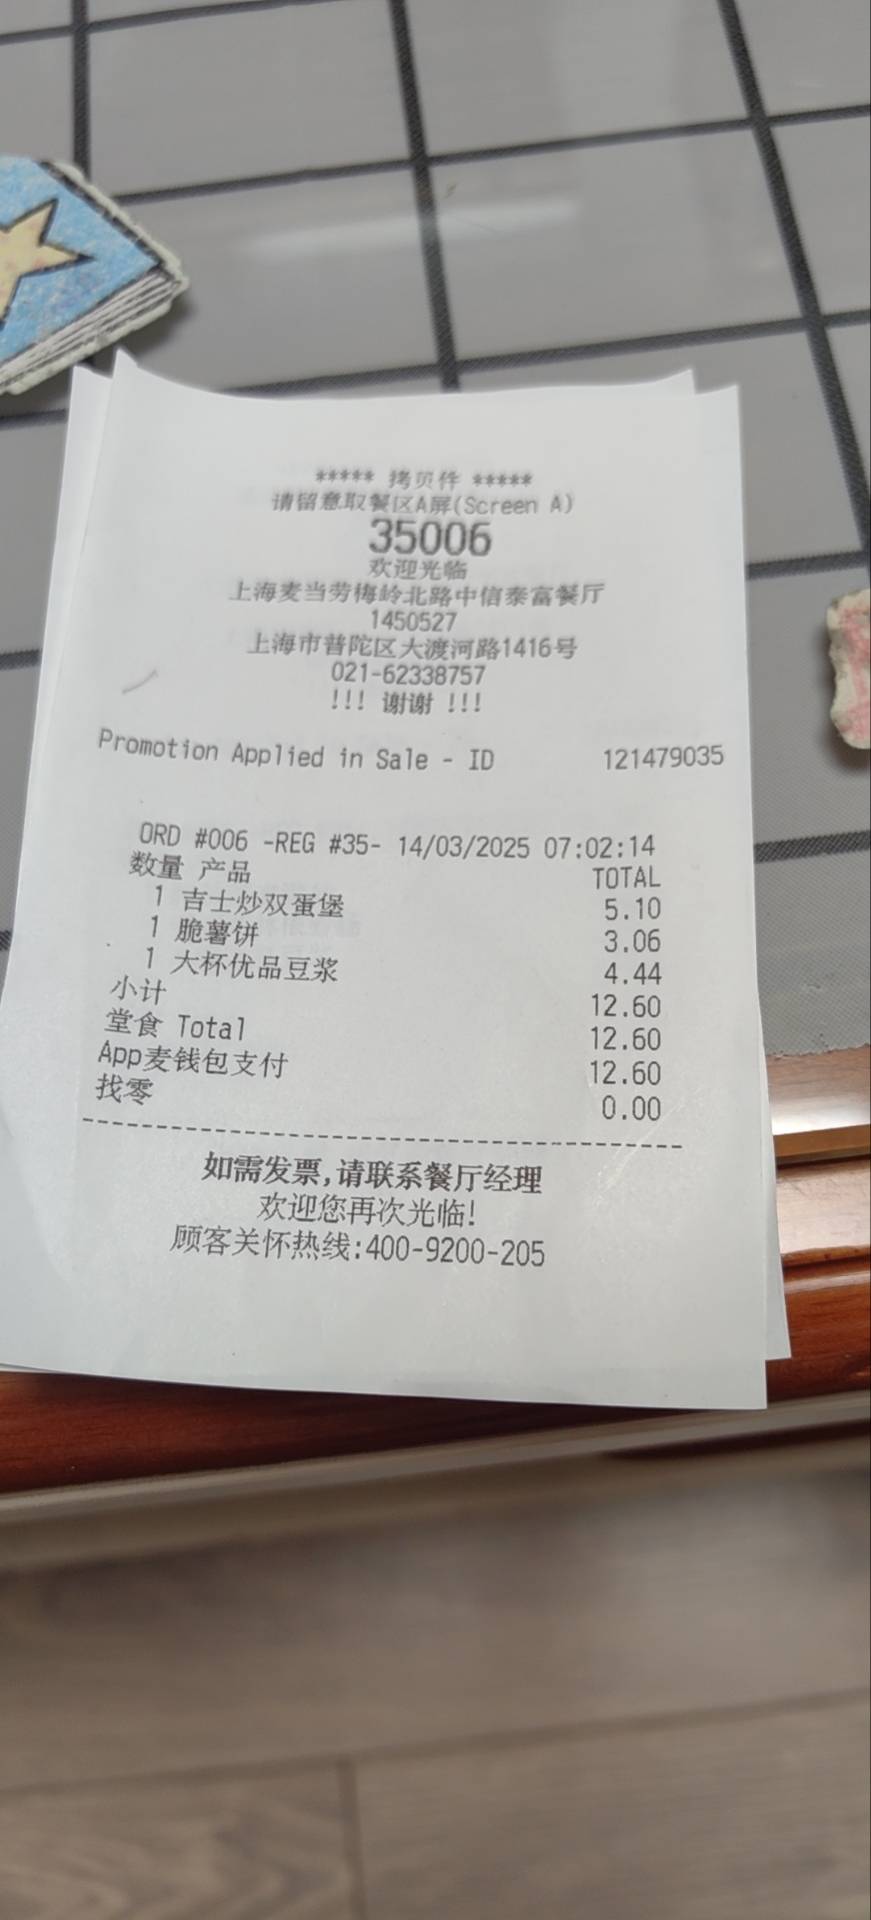 ***** 拷贝件 *****
请留意取餐区A屏(Screen A)
35006
欢迎光临
上海麦当劳梅岭北路中信泰富餐厅
1450527
上海市普陀区大渡河路1416号
021-62338757
!!! 谢谢 !!!
Promotion Applied in Sale - ID 121479035
ORD #006 -REG #35- 14/03/2025 07:02:14
数量 产品 TOTAL
1 吉士炒双蛋堡 5.10
1 脆薯饼 3.06
1 大杯优品豆浆 4.44
小计 12.60
堂食 Total 12.60
App麦钱包支付 12.60
找零 0.00
如需发票,请联系餐厅经理
欢迎您再次光临!
顾客关怀热线:400-9200-205